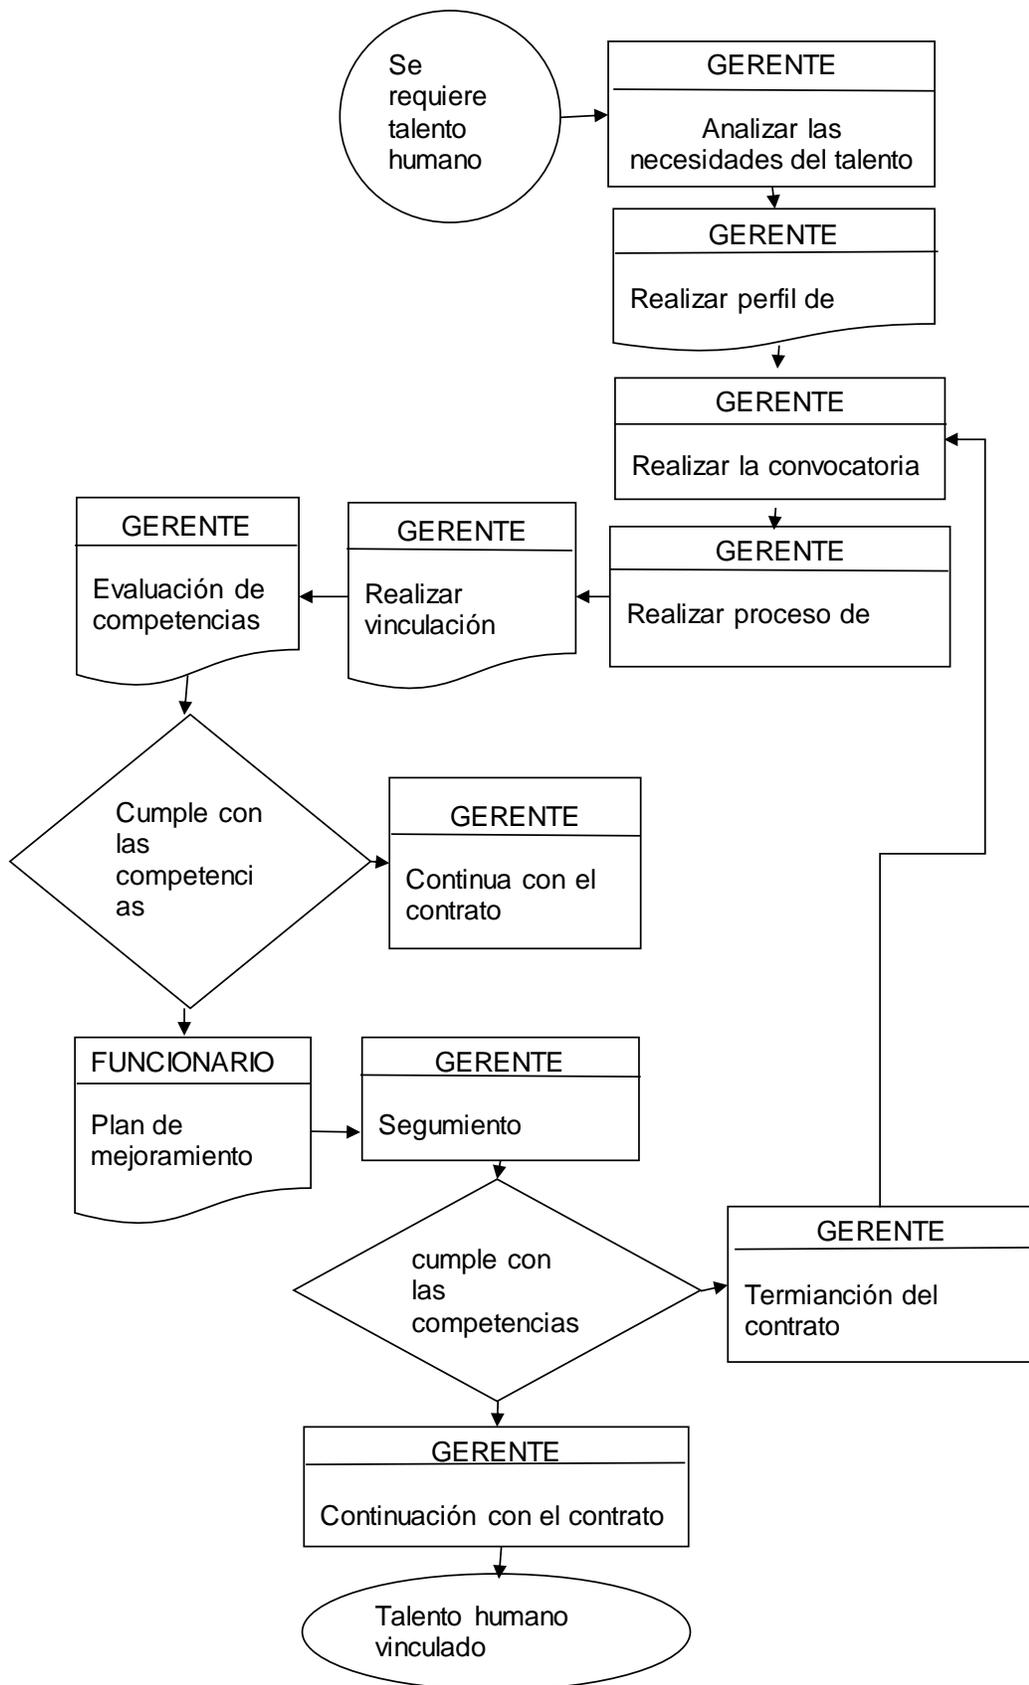 Se
requiere
talento
humano
GERENTE
Analizar las
necesidades del talento
GERENTE
Realizar perfil de
GERENTE
Realizar la convocatoria
GERENTE
Realizar proceso de
GERENTE
Realizar
vinculación
GERENTE
Evaluación de
competencias
Cumple con
las
competenci
as
GERENTE
Continua con el
contrato
FUNCIONARIO
Plan de
mejoramiento
GERENTE
Segumiento
cumple con
las
competencias
GERENTE
Termianción del
contrato
GERENTE
Continuación con el contrato
Talento humano
vinculado